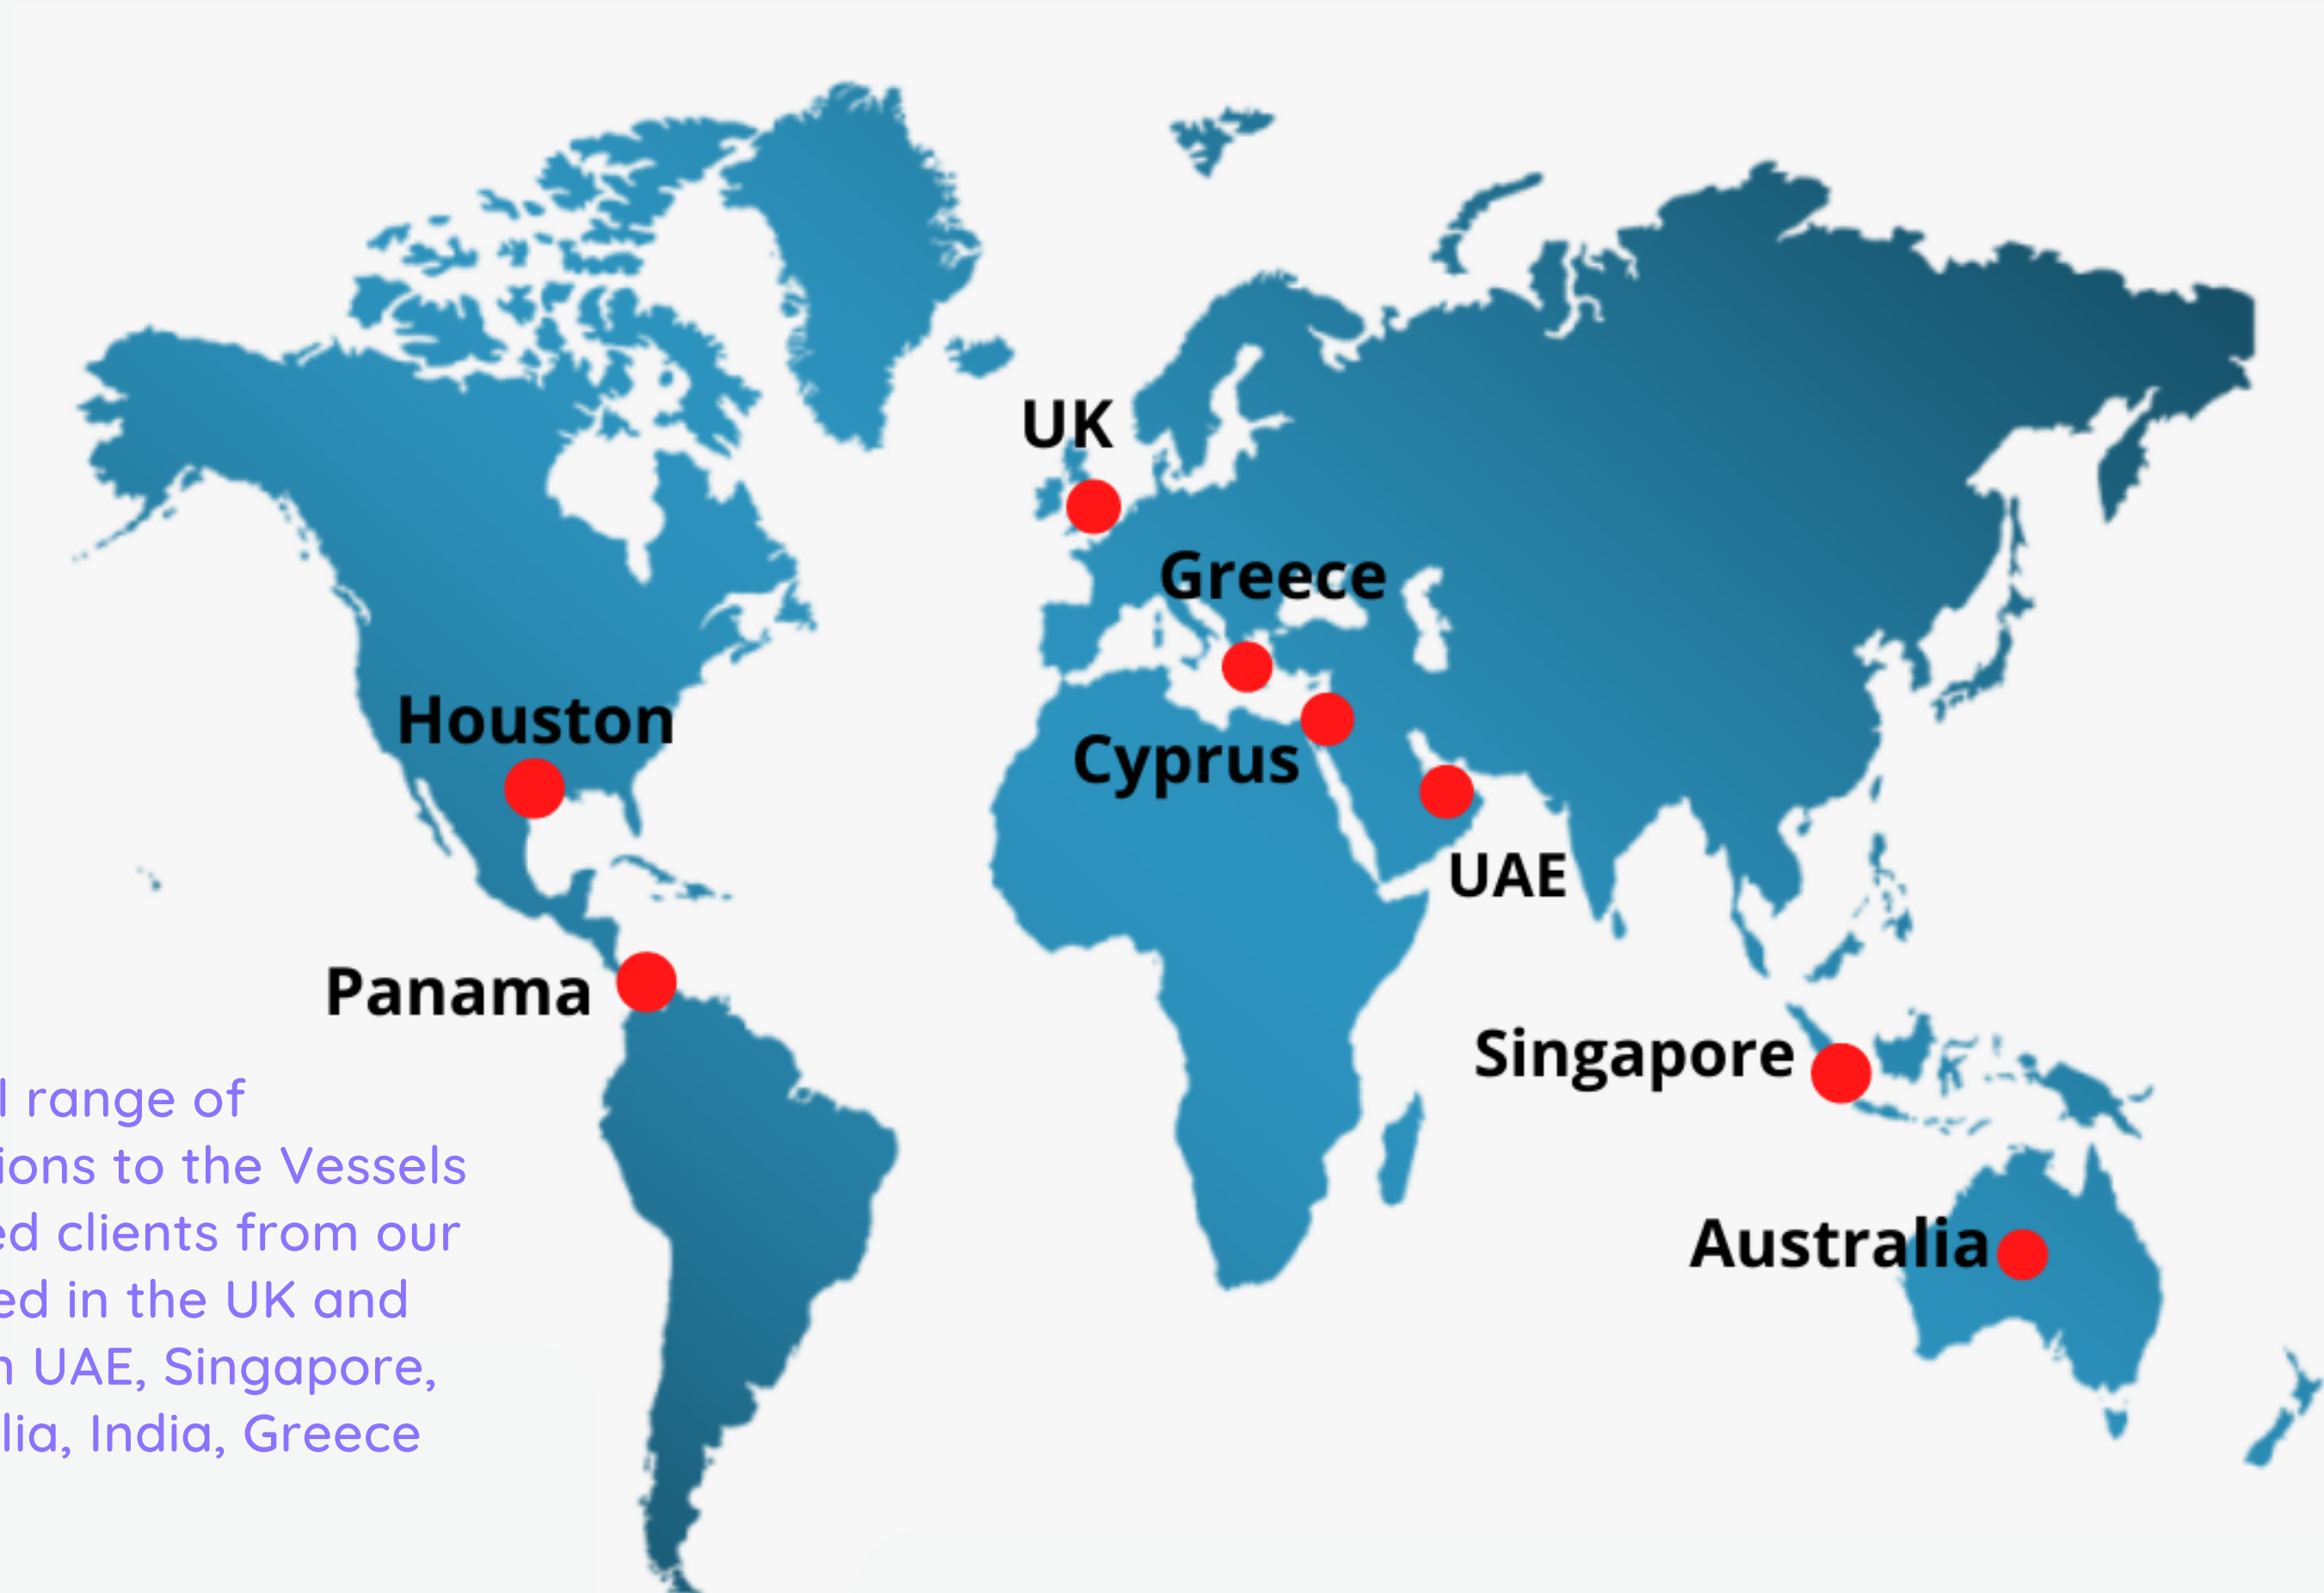 UK
Greece
Houston
Cyprus
UAE
Panama
Singapore
Australia
l range of
ions to the Vessels
ed clients from our
ed in the UK and
n UAE, Singapore,
lia, India, Greece